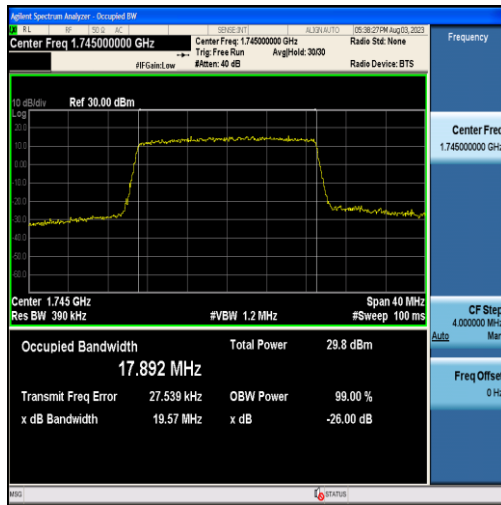 Agilent Spectrum Analyzer - Occupied BW
RL RF 50 Ω AC SENSE:INT ALIGN AUTO 05:38:27 PM Aug 03, 2023
Center Freq 1.745000000 GHz Center Freq: 1.745000000 GHz Radio Std: None Frequency
Trig: Free Run Avg|Hold: 30/30
#IFGain:Low #Atten: 40 dB Radio Device: BTS
10 dB/div Ref 30.00 dBm
Log
20.0
10.0
0.00
-10.0
-20.0
-30.0
-40.0
-50.0
-60.0
Center Freq
1.745000000 GHz
Center 1.745 GHz Span 40 MHz
Res BW 390 kHz #VBW 1.2 MHz #Sweep 100 ms
CF Step
4.000000 MHz
Auto Man
Occupied Bandwidth Total Power 29.8 dBm
17.892 MHz
Freq Offset
0 Hz
Transmit Freq Error 27.539 kHz OBW Power 99.00 %
x dB Bandwidth 19.57 MHz x dB -26.00 dB
MSG STATUS